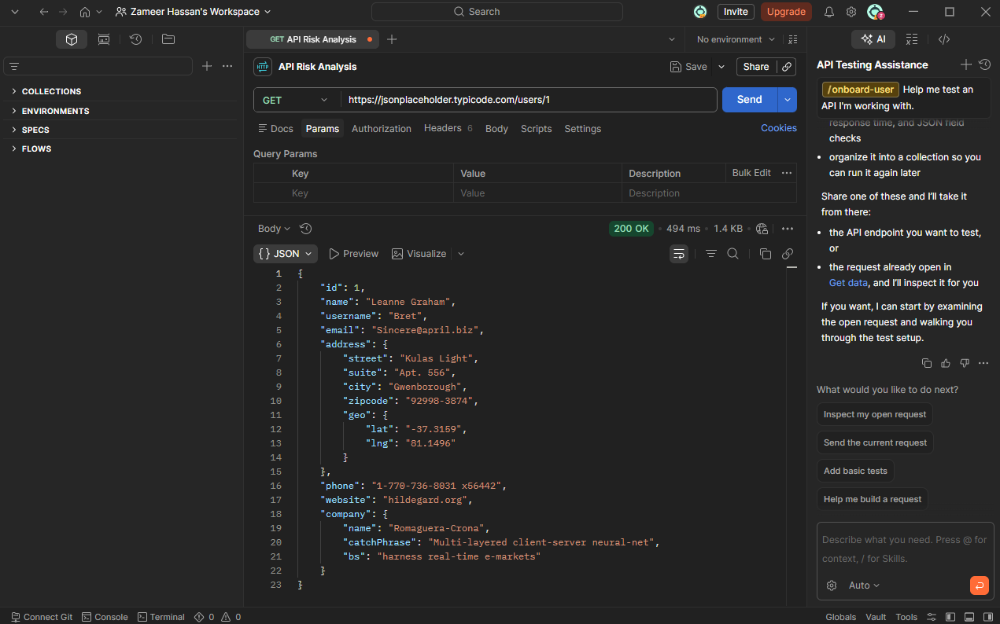 Zameer Hassan's Workspace
Search
Invite
Upgrade
2
GET API Risk Analysis
No environment
AI
HTTP
API Risk Analysis
Save
Share
COLLECTIONS
ENVIRONMENTS
SPECS
FLOWS
GET
https://jsonplaceholder.typicode.com/users/1
Send
Docs
Params
Authorization
Headers 6
Body
Scripts
Settings
Cookies
Query Params
Key
Value
Description
Bulk Edit
Key
Value
Description
Body
200 OK
494 ms
1.4 KB
{} JSON
Preview
Visualize
1 {
2 "id": 1,
3 "name": "Leanne Graham",
4 "username": "Bret",
5 "email": "Sincere@april.biz",
6 "address": {
7 "street": "Kulas Light",
8 "suite": "Apt. 556",
9 "city": "Gwenborough",
10 "zipcode": "92998-3874",
11 "geo": {
12 "lat": "-37.3159",
13 "lng": "81.1496"
14 }
15 },
16 "phone": "1-770-736-8031 x56442",
17 "website": "hildegard.org",
18 "company": {
19 "name": "Romaguera-Crona",
20 "catchPhrase": "Multi-layered client-server neural-net",
21 "bs": "harness real-time e-markets"
22 }
23 }
API Testing Assistance
/onboard-user Help me test an
API I'm working with.
response time, and JSON field
checks
• organize it into a collection so you
can run it again later
Share one of these and I'll take it
from there:
• the API endpoint you want to test,
or
• the request already open in
Get data, and I'll inspect it for you
If you want, I can start by examining
the open request and walking you
through the test setup.
What would you like to do next?
Inspect my open request
Send the current request
Add basic tests
Help me build a request
Describe what you need. Press @ for
context, / for Skills.
Auto
Connect Git
Console
Terminal
0
0
Globals
Vault
Tools